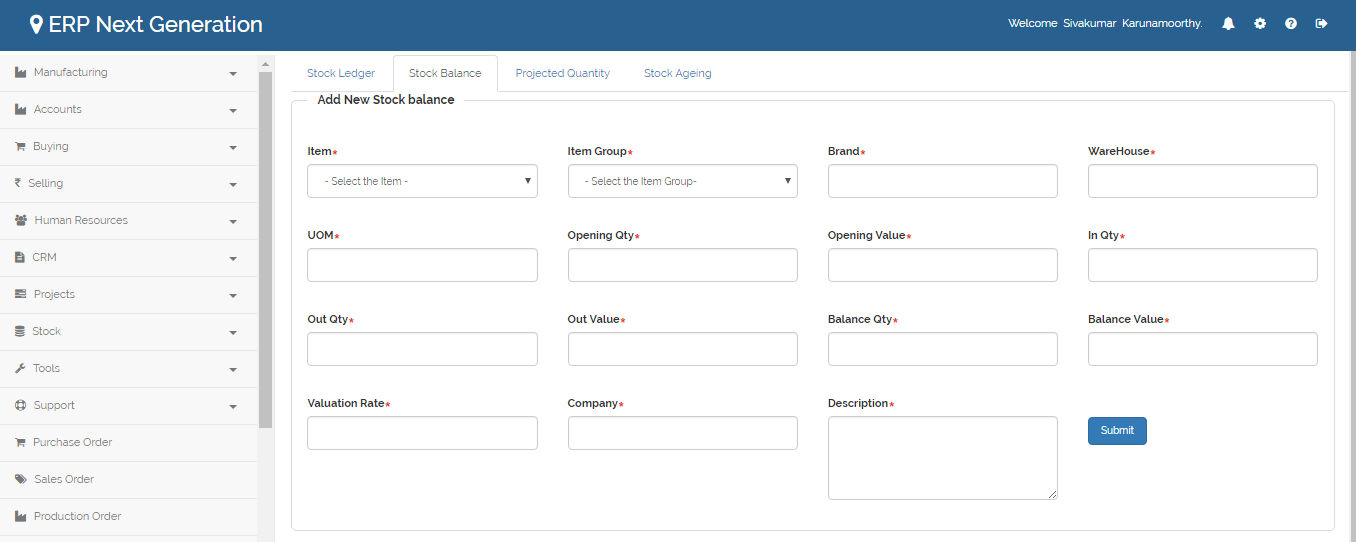 ERP Next Generation
Welcome Sivakumar Karunamoorthy.
Manufacturing
Accounts
Buying
Selling
Human Resources
CRM
Projects
Stock
Tools
Support
Purchase Order
Sales Order
Production Order
Stock Ledger Stock Balance Projected Quantity Stock Ageing
Add New Stock balance
Item* Item Group* Brand* WareHouse*
- Select the Item - - Select the Item Group-
UOM* Opening Qty* Opening Value* In Qty*
Out Qty* Out Value* Balance Qty* Balance Value*
Valuation Rate* Company* Description*
Submit